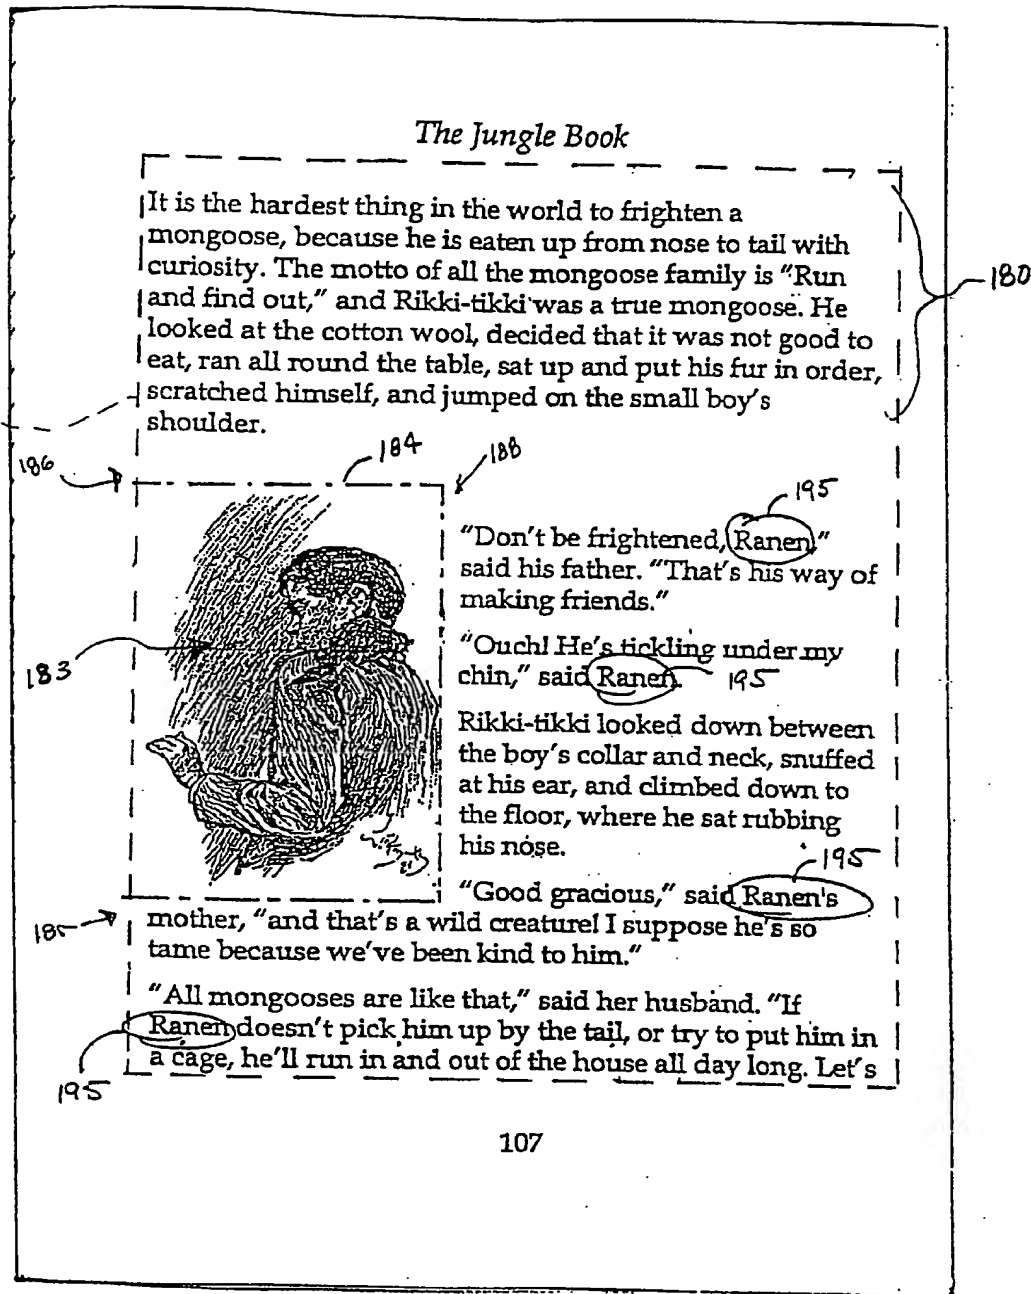 The Jungle Book
It is the hardest thing in the world to frighten a
mongoose, because he is eaten up from nose to tail with
curiosity. The motto of all the mongoose family is "Run
and find out," and Rikki-tikki was a true mongoose. He
looked at the cotton wool, decided that it was not good to
eat, ran all round the table, sat up and put his fur in order,
scratched himself, and jumped on the small boy's
shoulder.
180
186
184
188
195
"Don't be frightened, Ranen,"
said his father. "That's his way of
making friends."
"Ouch! He's tickling under my
chin," said Ranen.
195
183
Rikki-tikki looked down between
the boy's collar and neck, snuffed
at his ear, and climbed down to
the floor, where he sat rubbing
his nose.
195
"Good gracious," said Ranen's
mother, "and that's a wild creature! I suppose he's so
tame because we've been kind to him."
"All mongooses are like that," said her husband. "If
Ranen doesn't pick him up by the tail, or try to put him in
a cage, he'll run in and out of the house all day long. Let's
195
107